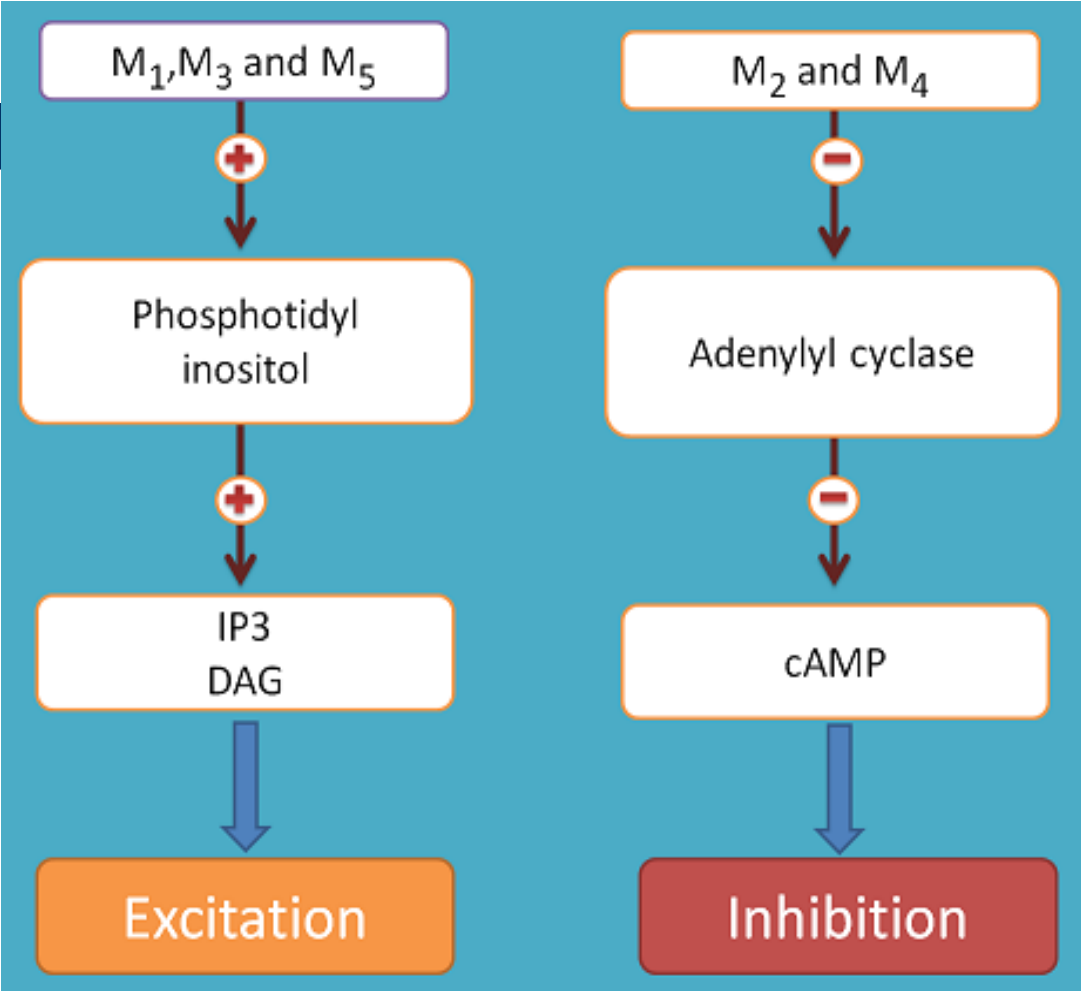 M₁,M₃ and M₅
Phosphotidyl
inositol
IP3
DAG
Excitation
M₂ and M₄
Adenylyl cyclase
cAMP
Inhibition